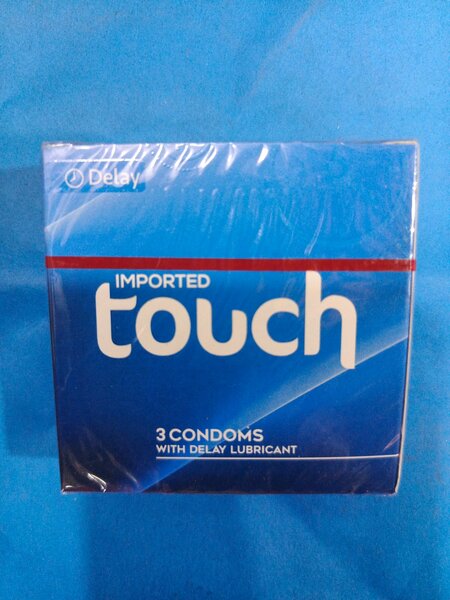 Delay
IMPORTED
touch
3 CONDOMS
WITH DELAY LUBRICANT